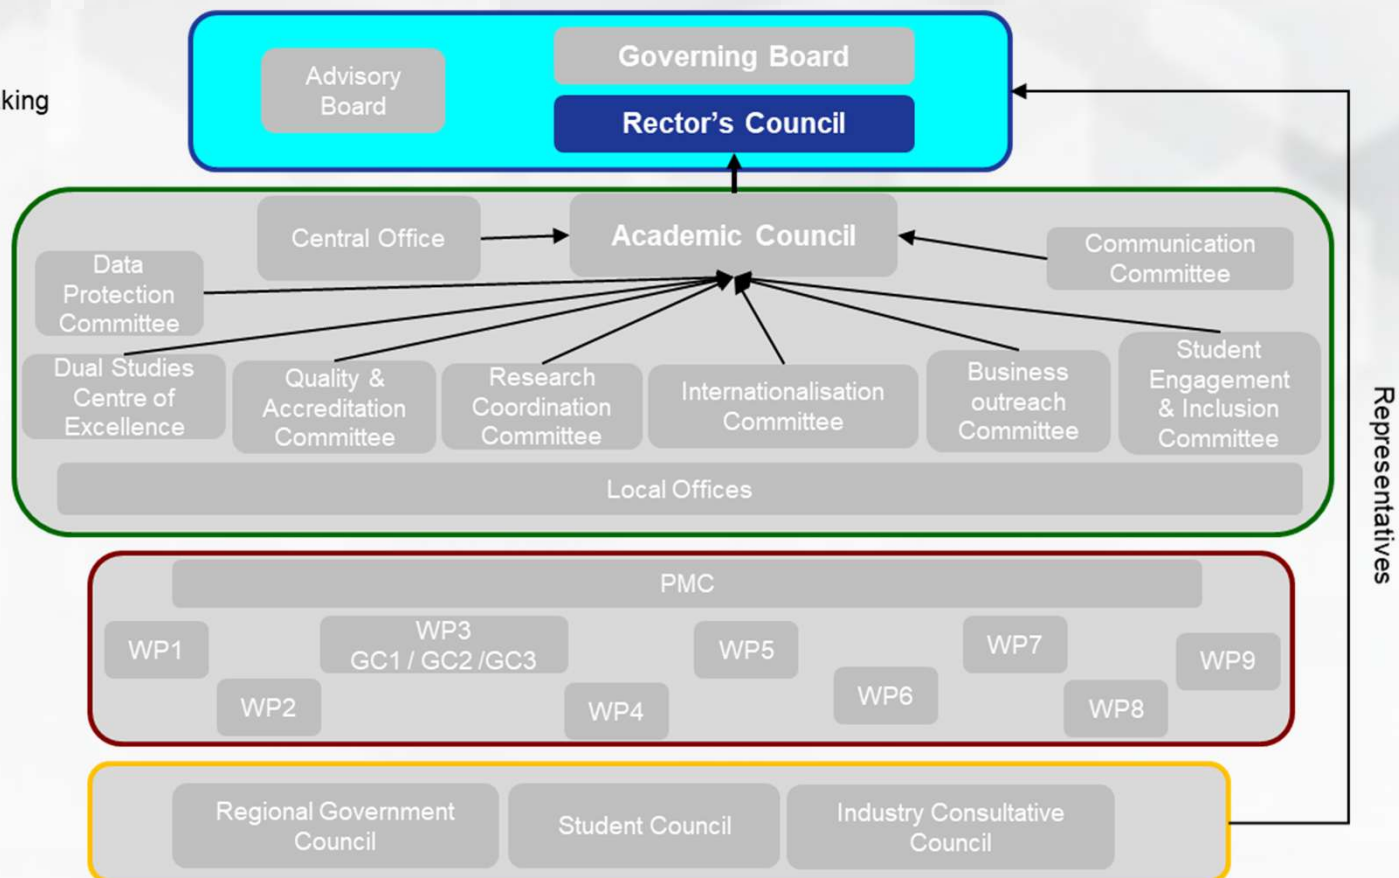 king
Advisory
Board
Governing Board
Rector's Council
Central Office
Academic Council
Communication
Committee
Data
Protection
Committee
Dual Studies
Centre of
Excellence
Quality &
Accreditation
Committee
Research
Coordination
Committee
Internationalisation
Committee
Business
outreach
Committee
Student
Engagement
& Inclusion
Committee
Local Offices
Representatives
PMC
WP1
WP2
WP3
GC1 / GC2 /GC3
WP4
WP5
WP6
WP7
WP8
WP9
Regional Government
Council
Student Council
Industry Consultative
Council